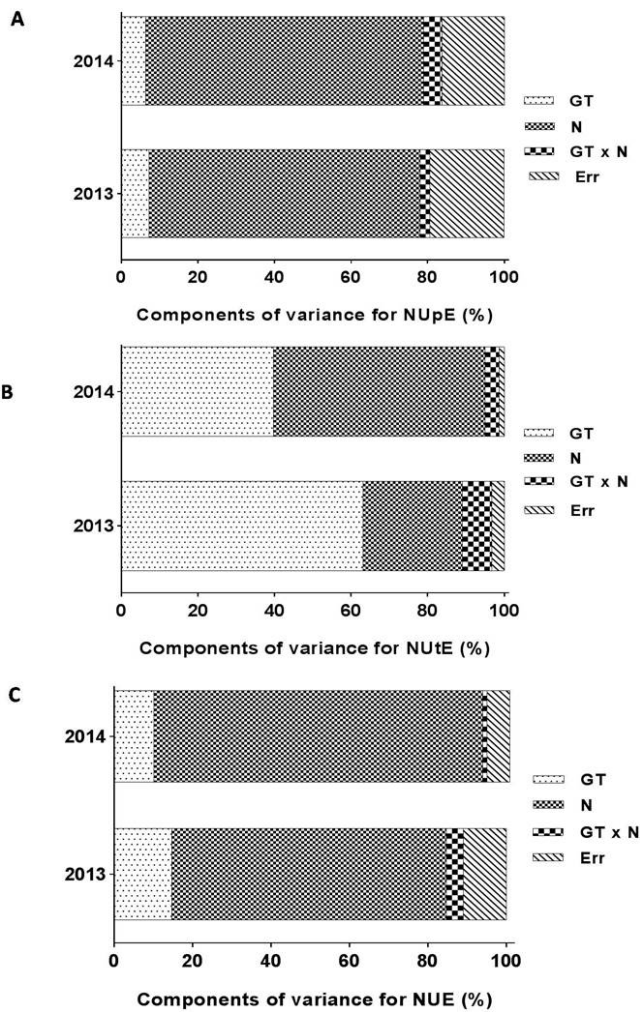 A
2014
2013
GT
N
GT x N
Err
0 20 40 60 80 100
Components of variance for NUpE (%)
B
2014
2013
GT
N
GT x N
Err
0 20 40 60 80 100
Components of variance for NUtE (%)
C
2014
2013
GT
N
GT x N
Err
0 20 40 60 80 100
Components of variance for NUE (%)